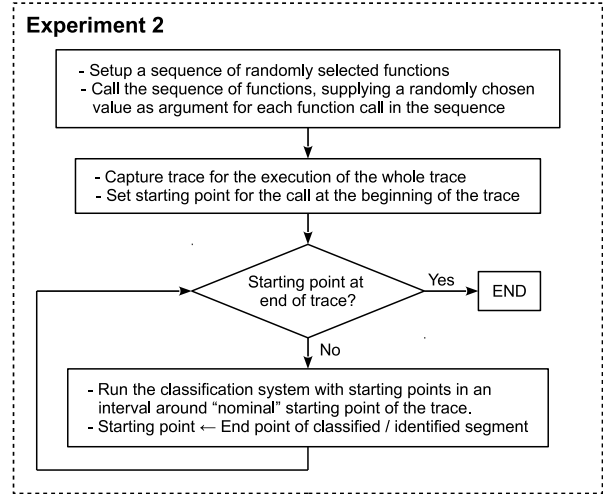 Experiment 2
- Setup a sequence of randomly selected functions
- Call the sequence of functions, supplying a randomly chosen
value as argument for each function call in the sequence
- Capture trace for the execution of the whole trace
- Set starting point for the call at the beginning of the trace
Starting point at
end of trace?
Yes
END
No
- Run the classification system with starting points in an
interval around “nominal” starting point of the trace.
- Starting point ← End point of classified / identified segment